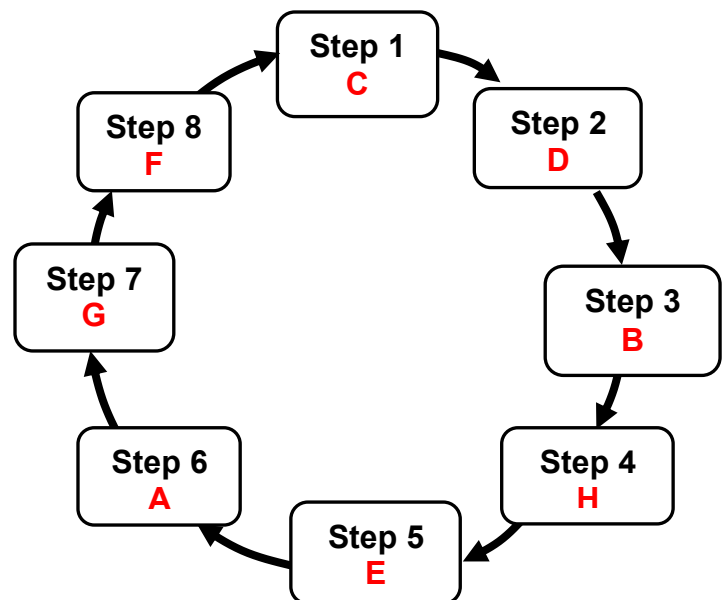 Step 1
C
Step 2
D
Step 3
B
Step 4
H
Step 5
E
Step 6
A
Step 7
G
Step 8
F